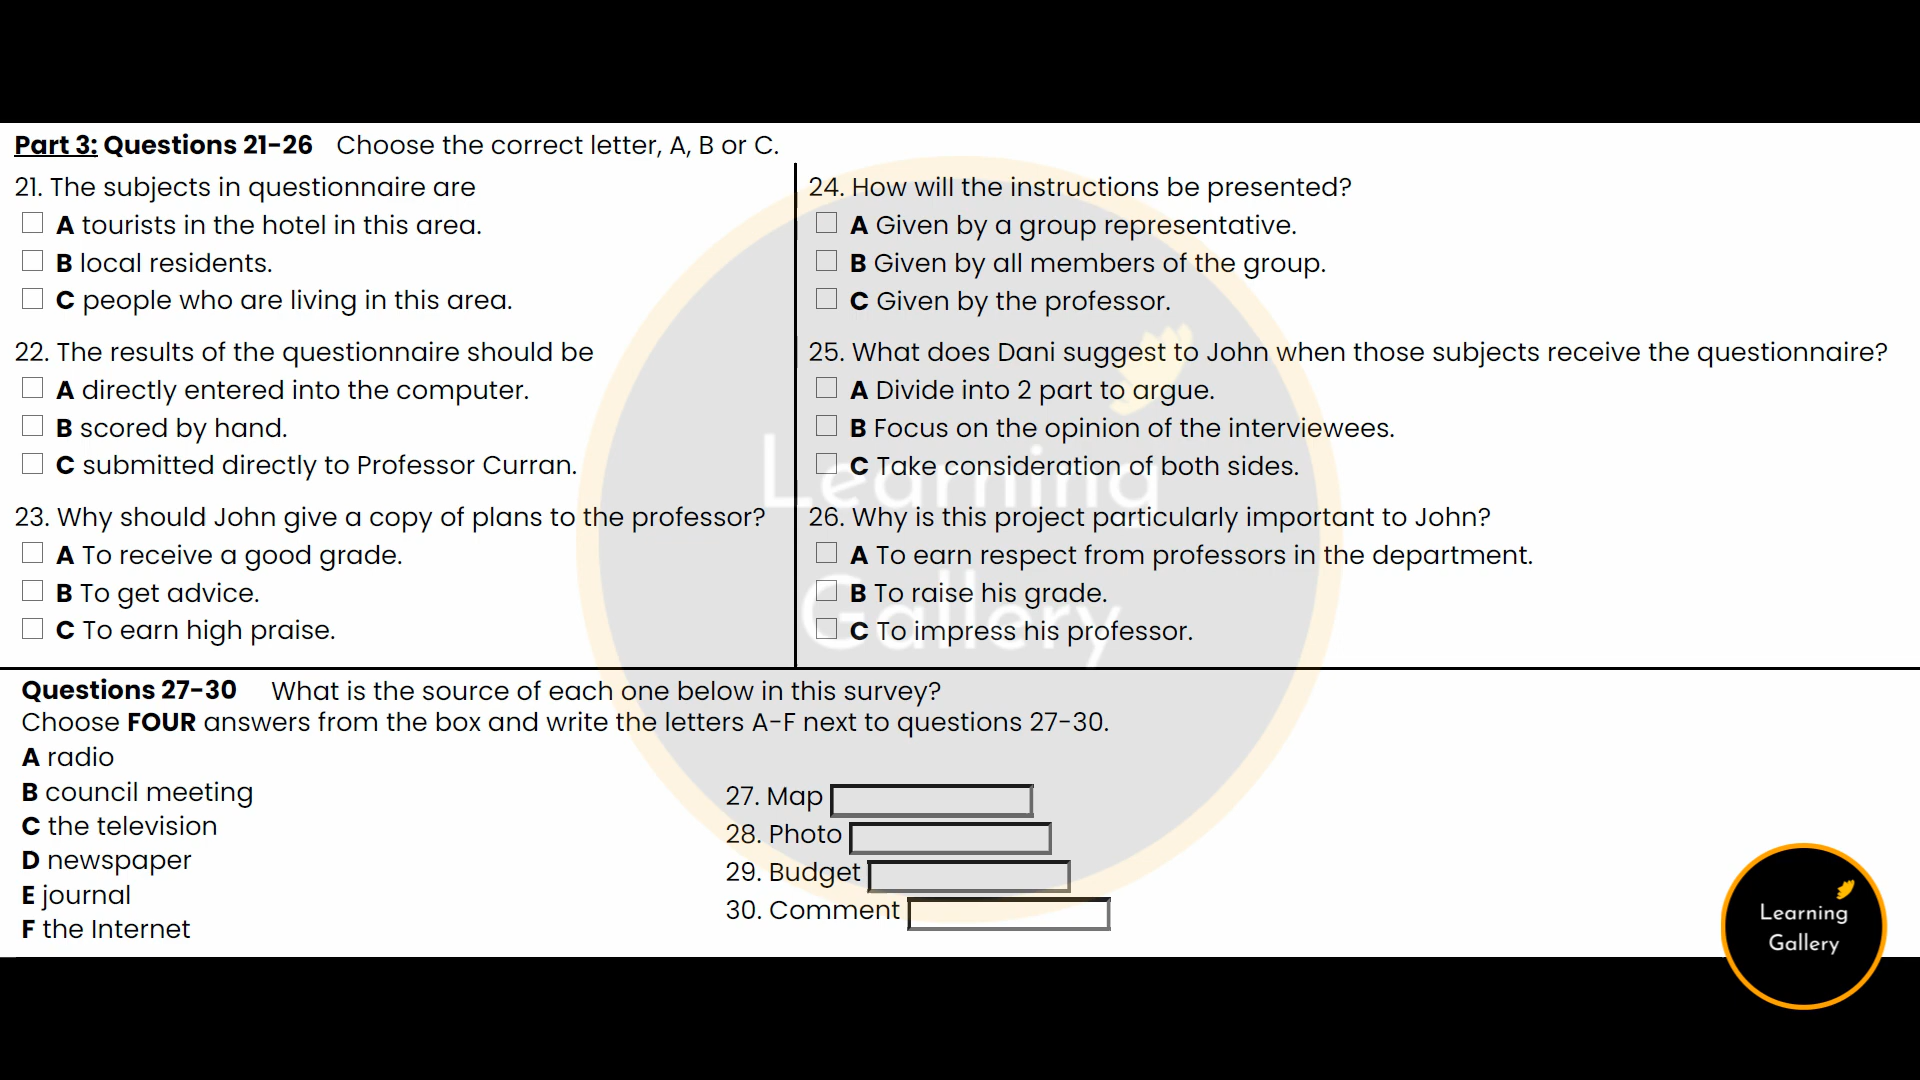 Part 3: Questions 21-26 Choose the correct letter, A, B or C.
21. The subjects in questionnaire are
A tourists in the hotel in this area.
B local residents.
C people who are living in this area.
22. The results of the questionnaire should be
A directly entered into the computer.
B scored by hand.
C submitted directly to Professor Curran.
23. Why should John give a copy of plans to the professor?
A To receive a good grade.
B To get advice.
C To earn high praise.
24. How will the instructions be presented?
A Given by a group representative.
B Given by all members of the group.
C Given by the professor.
25. What does Dani suggest to John when those subjects receive the questionnaire?
A Divide into 2 part to argue.
B Focus on the opinion of the interviewees.
C Take consideration of both sides.
26. Why is this project particularly important to John?
A To earn respect from professors in the department.
B To raise his grade.
C To impress his professor.
Learning
Gallery
Questions 27-30 What is the source of each one below in this survey?
Choose FOUR answers from the box and write the letters A-F next to questions 27-30.
A radio
B council meeting
C the television
D newspaper
E journal
F the Internet
27. Map
28. Photo
29. Budget
30. Comment
Learning
Gallery